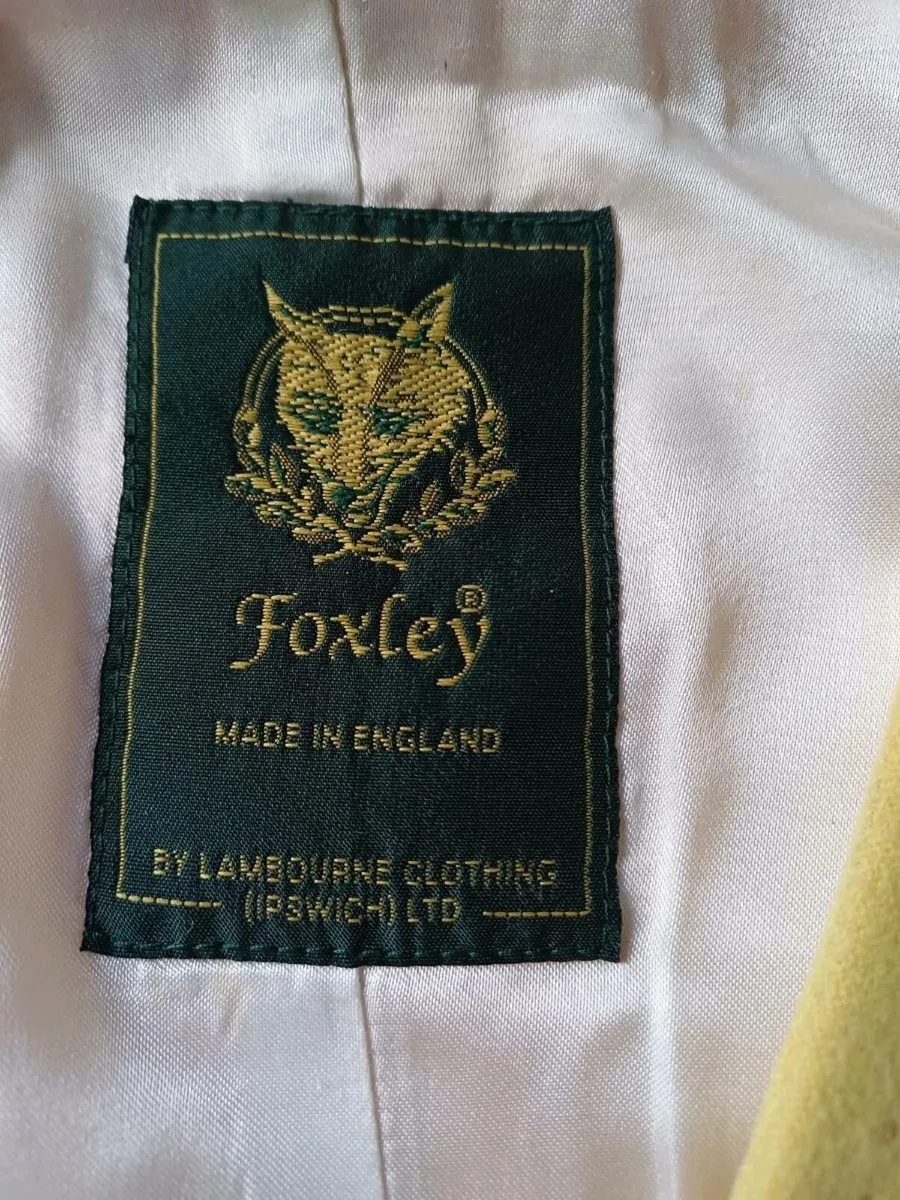 Foxley®
MADE IN ENGLAND
BY LAMBOURNE CLOTHING
(IPSWICH) LTD